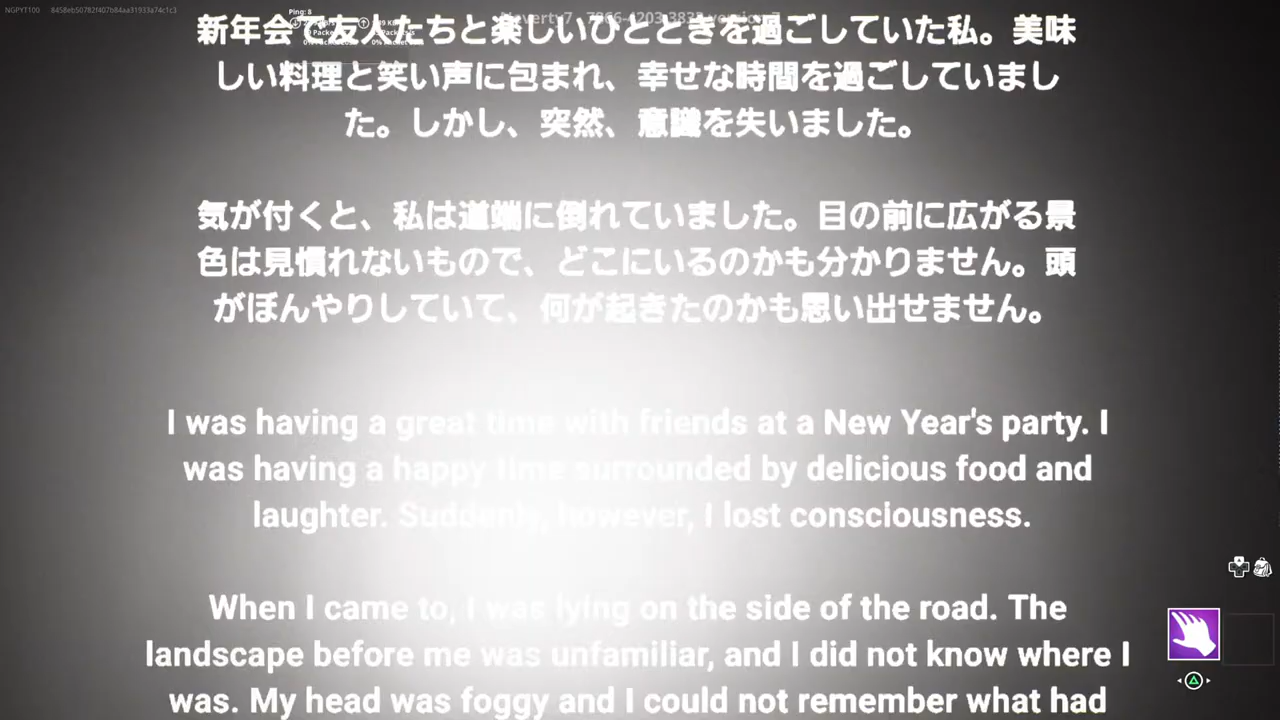 NGPYT100 8458eb50782f407b84aa31933a74c1c3
Ping: 8
新年会で友人たちと楽しいひとときを過ごしていた私。美味
しい料理と笑い声に包まれ、幸せな時間を過ごしていまし
た。しかし、突然、意識を失いました。
気が付くと、私は道端に倒れていました。目の前に広がる景
色は見慣れないもので、どこにいるのかも分かりません。頭
がぼんやりしていて、何が起きたのかも思い出せません。
I was having a great time with friends at a New Year's party. I
was having a happy time surrounded by delicious food and
laughter. Suddenly, however, I lost consciousness.
When I came to, I was lying on the side of the road. The
landscape before me was unfamiliar, and I did not know where I
was. My head was foggy and I could not remember what had